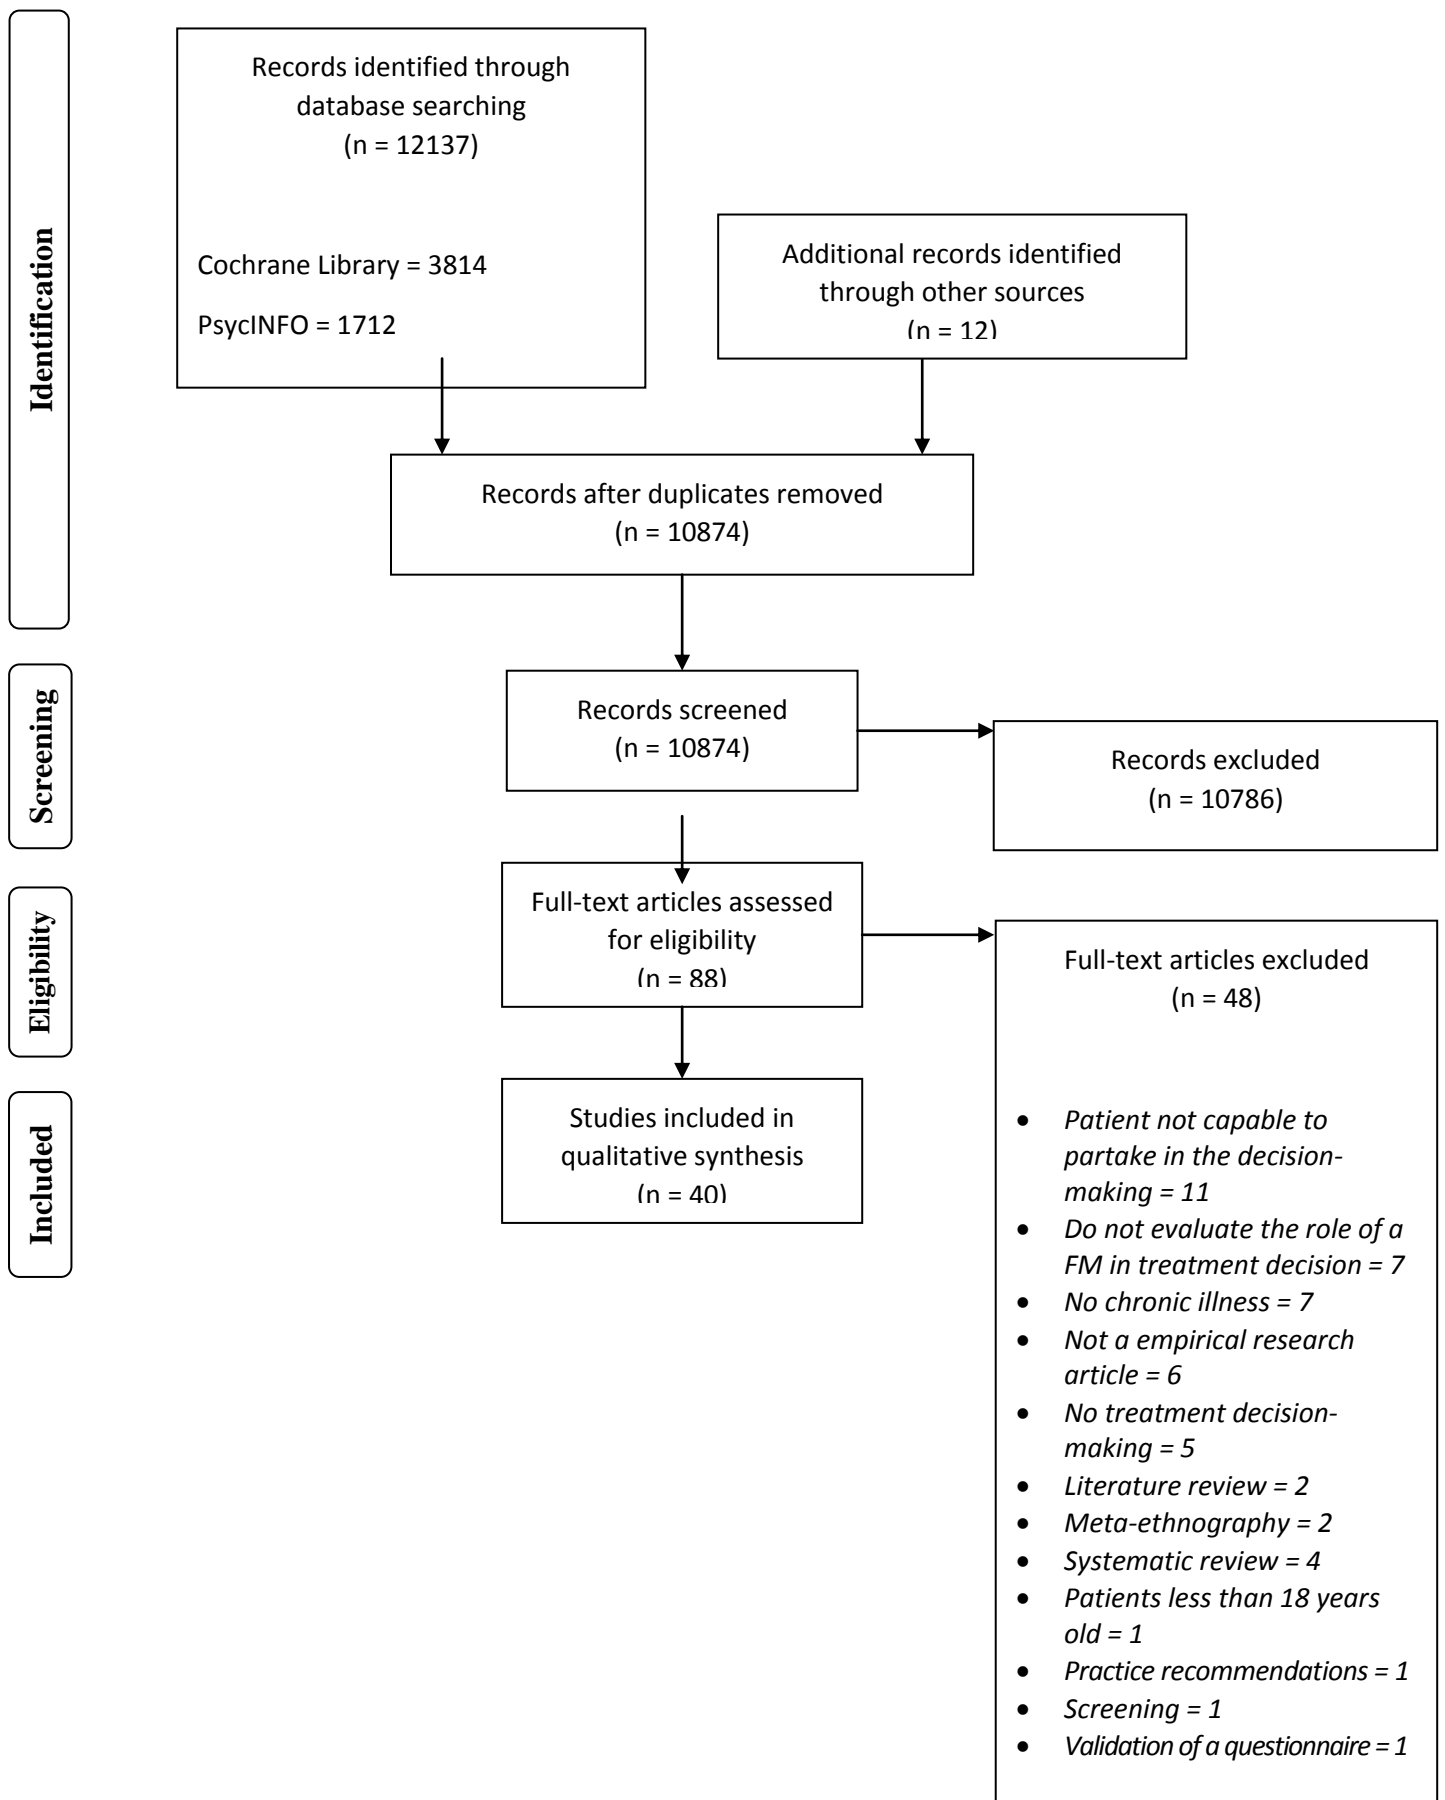 Identification
Records identified through
database searching
(n = 12137)
Cochrane Library = 3814
PsycINFO = 1712
Additional records identified
through other sources
(n = 12)
Records after duplicates removed
(n = 10874)
Screening
Records screened
(n = 10874)
Records excluded
(n = 10786)
Eligibility
Full-text articles assessed
for eligibility
(n = 88)
Full-text articles excluded
(n = 48)
• Patient not capable to
partake in the decision-
making = 11
• Do not evaluate the role of a
FM in treatment decision = 7
• No chronic illness = 7
• Not a empirical research
article = 6
• No treatment decision-
making = 5
• Literature review = 2
• Meta-ethnography = 2
• Systematic review = 4
• Patients less than 18 years
old = 1
• Practice recommendations = 1
• Screening = 1
• Validation of a questionnaire = 1
Included
Studies included in
qualitative synthesis
(n = 40)